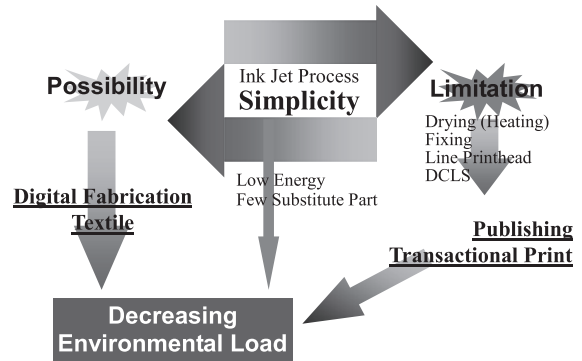 Ink Jet Process
Simplicity
Possibility
Limitation
Drying (Heating)
Fixing
Line Printhead
DCLS
Low Energy
Few Substitute Part
Digital Fabrication
Textile
Publishing
Transactional Print
Decreasing
Environmental Load